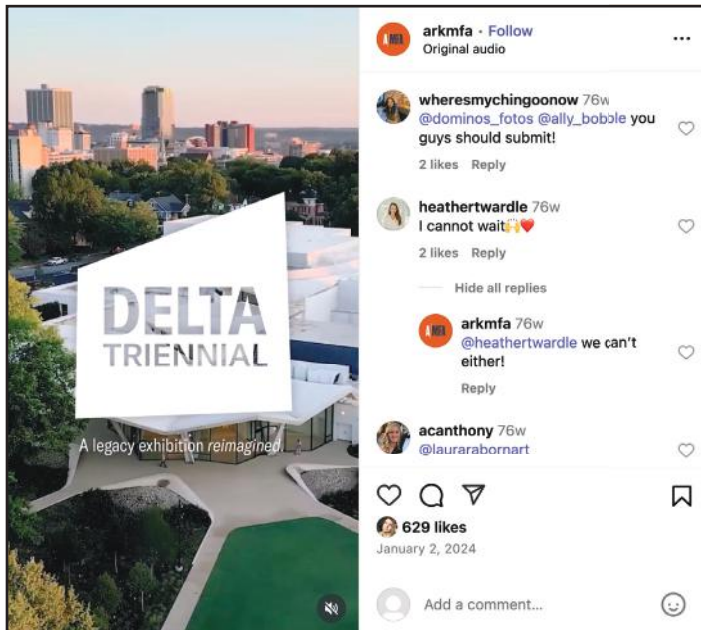 DELTA
TRIENNIAL
A legacy exhibition reimagined.
AMFA
arkmfa • Follow
Original audio
wheresmychingoonow 76w
@dominos_fotos @ally_bobble you
guys should submit!
2 likes Reply
heathertwardle 76w
I cannot wait🙌❤️
2 likes Reply
Hide all replies
AMFA
arkmfa 76w
@heathertwardle we can't
either!
Reply
acanthony 76w
@laurarabornart
629 likes
January 2, 2024
Add a comment...